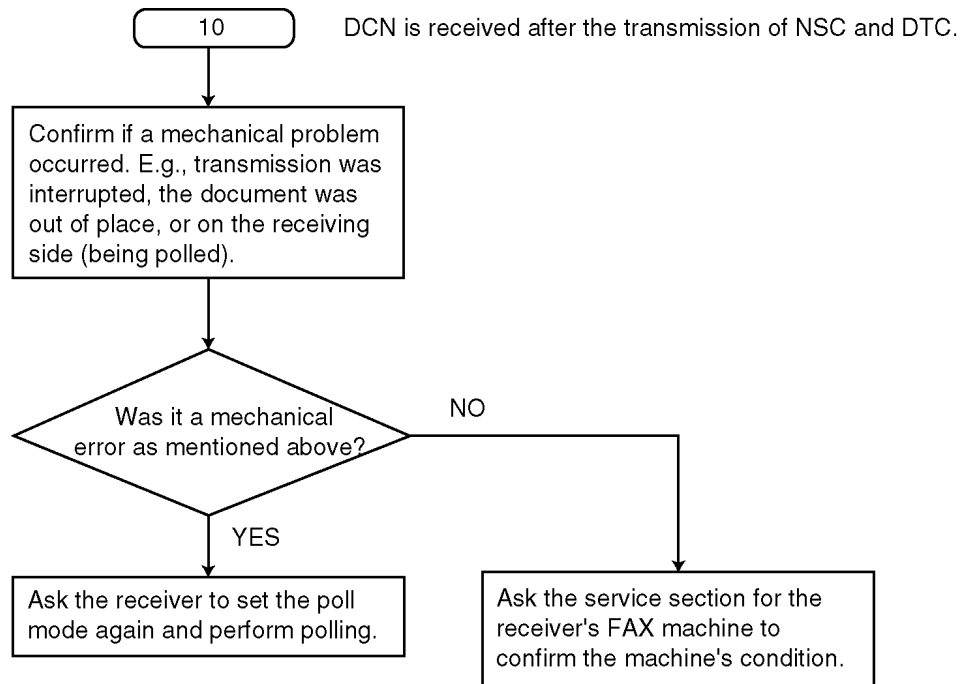 10
DCN is received after the transmission of NSC and DTC.
Confirm if a mechanical problem
occurred. E.g., transmission was
interrupted, the document was
out of place, or on the receiving
side (being polled).
Was it a mechanical
error as mentioned above?
NO
YES
Ask the receiver to set the poll
mode again and perform polling.
Ask the service section for the
receiver's FAX machine to
confirm the machine's condition.